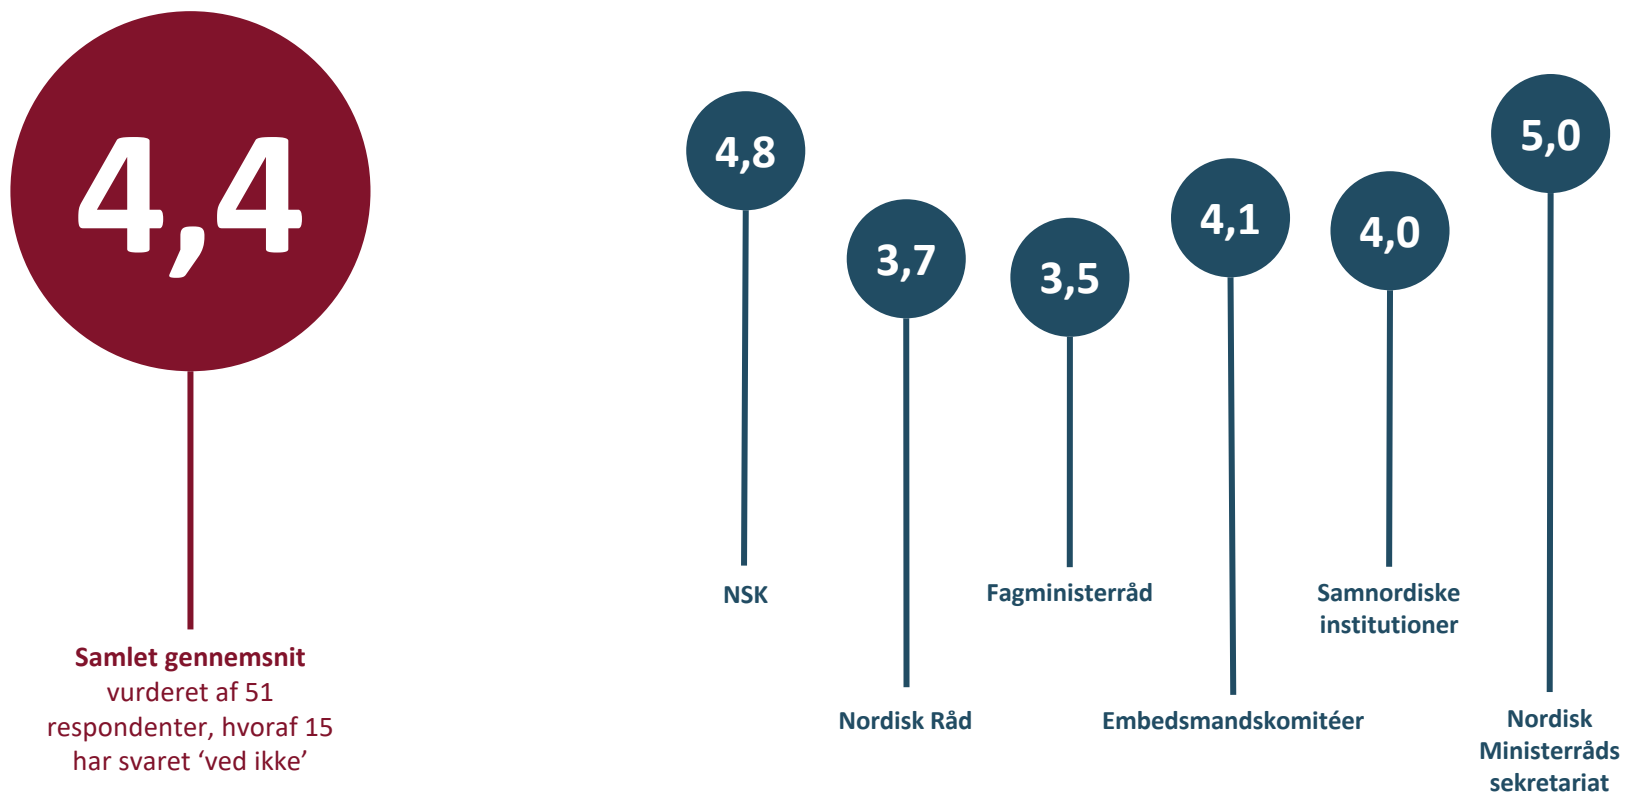 4,4
Samlet gennemsnit
vurderet af 51
respondenter, hvoraf 15
har svaret ‘ved ikke’
4,8
NSK
3,7
Nordisk Råd
3,5
Fagministerråd
4,1
Embedsmandskomitéer
4,0
Samnordiske
institutioner
5,0
Nordisk
Ministerråds
sekretariat